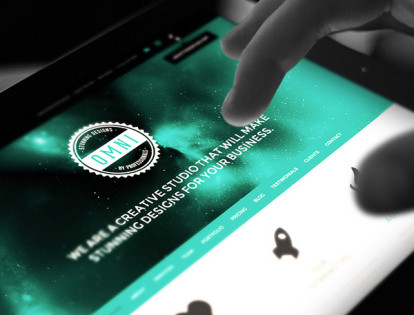 STUNNING DESIGNS
OMNI
BY PROFESSIONALS
WE ARE A CREATIVE STUDIO THAT WILL MAKE
STUNNING DESIGNS FOR YOUR BUSINESS.
ABOUT SERVICES TEAM PORTFOLIO PRICING BLOG TESTIMONIALS CLIENTS CONTACT